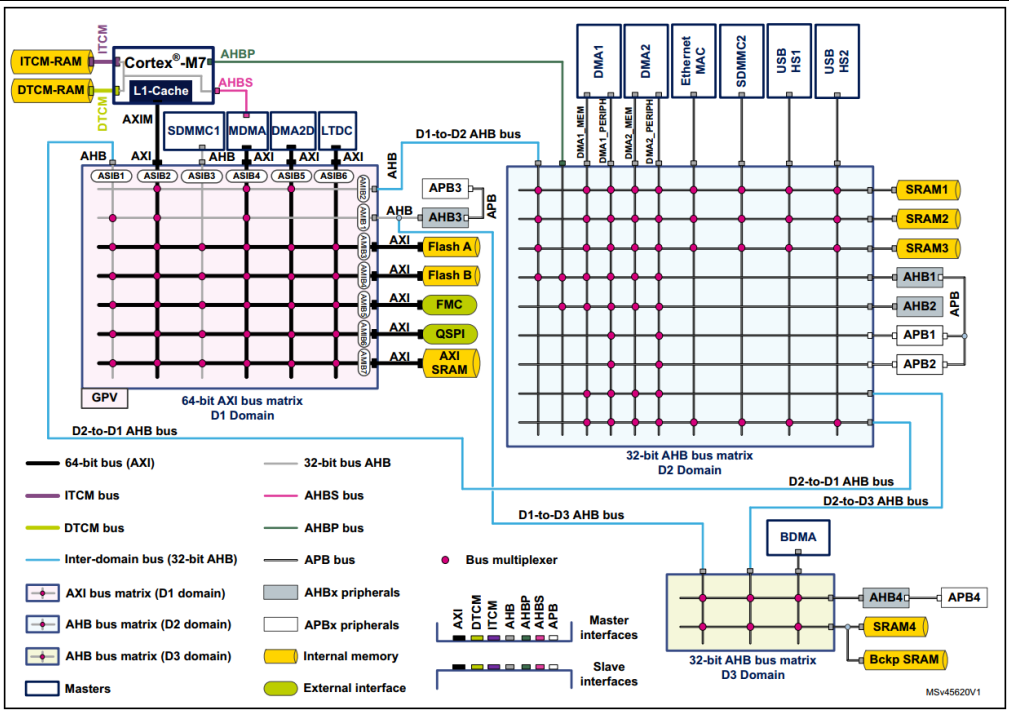 ITCM
ITCM-RAM
Cortex®-M7
AHBP
DTCM-RAM
L1-Cache
AHBS
DTCM
AXIM
SDMMC1
MDMA
DMA2D
LTDC
AHB
AXI
AHB
AXI
AXI
AXI
ASIB1
ASIB2
ASIB3
ASIB4
ASIB5
ASIB6
AHB
D1-to-D2 AHB bus
AMIB2
APB3
APB
AMIB1
AHB
AHB3
AMIB3
AXI
Flash A
AMIB4
AXI
Flash B
AMIB5
AXI
FMC
AMIB6
AXI
QSPI
AMIB7
AXI
AXI
SRAM
GPV
64-bit AXI bus matrix
D1 Domain
DMA1
DMA2
Ethernet
MAC
SDMMC2
USB
HS1
USB
HS2
DMA1_MEM
DMA1_PERIPH
DMA2_MEM
DMA2_PERIPH
SRAM1
SRAM2
SRAM3
AHB1
AHB2
APB
APB1
APB2
32-bit AHB bus matrix
D2 Domain
D2-to-D1 AHB bus
D2-to-D1 AHB bus
D2-to-D3 AHB bus
D1-to-D3 AHB bus
BDMA
AHB4
APB4
SRAM4
Bckp SRAM
32-bit AHB bus matrix
D3 Domain
64-bit bus (AXI)
32-bit bus AHB
ITCM bus
AHBS bus
DTCM bus
AHBP bus
Inter-domain bus (32-bit AHB)
APB bus
Bus multiplexer
AXI bus matrix (D1 domain)
AHBx pripherals
AHB bus matrix (D2 domain)
APBx pripherals
AHB bus matrix (D3 domain)
Internal memory
Masters
External interface
AXI
DTCM
ITCM
AHB
AHBP
AHBS
APB
Master
interfaces
Slave
interfaces
MSv45620V1